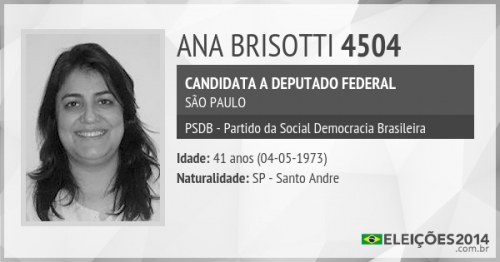 ANA BRISOTTI 4504
CANDIDATA A DEPUTADO FEDERAL
SÃO PAULO
PSDB - Partido da Social Democracia Brasileira
Idade: 41 anos (04-05-1973)
Naturalidade: SP - Santo Andre
ELEIÇÕES2014
.com.br